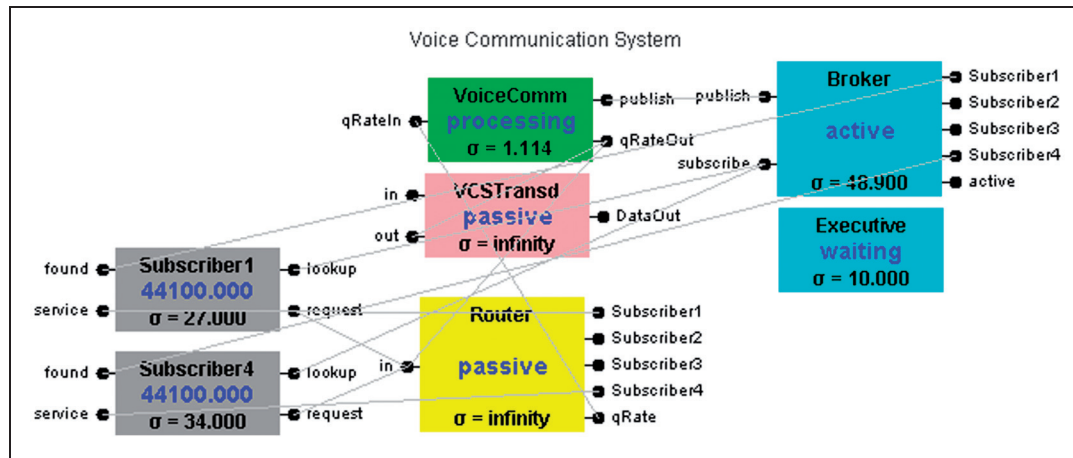 Voice Communication System
VoiceComm
processing
σ = 1.114
qRateIn
publish
qRateOut
Broker
active
σ = 48.900
publish
subscribe
Subscriber1
Subscriber2
Subscriber3
Subscriber4
active
VCSTransd
passive
σ = infinity
in
out
DataOut
Executive
waiting
σ = 10.000
Subscriber1
44100.000
σ = 27.000
found
service
lookup
request
Router
passive
σ = infinity
in
Subscriber1
Subscriber2
Subscriber3
Subscriber4
qRate
Subscriber4
44100.000
σ = 34.000
found
service
lookup
request